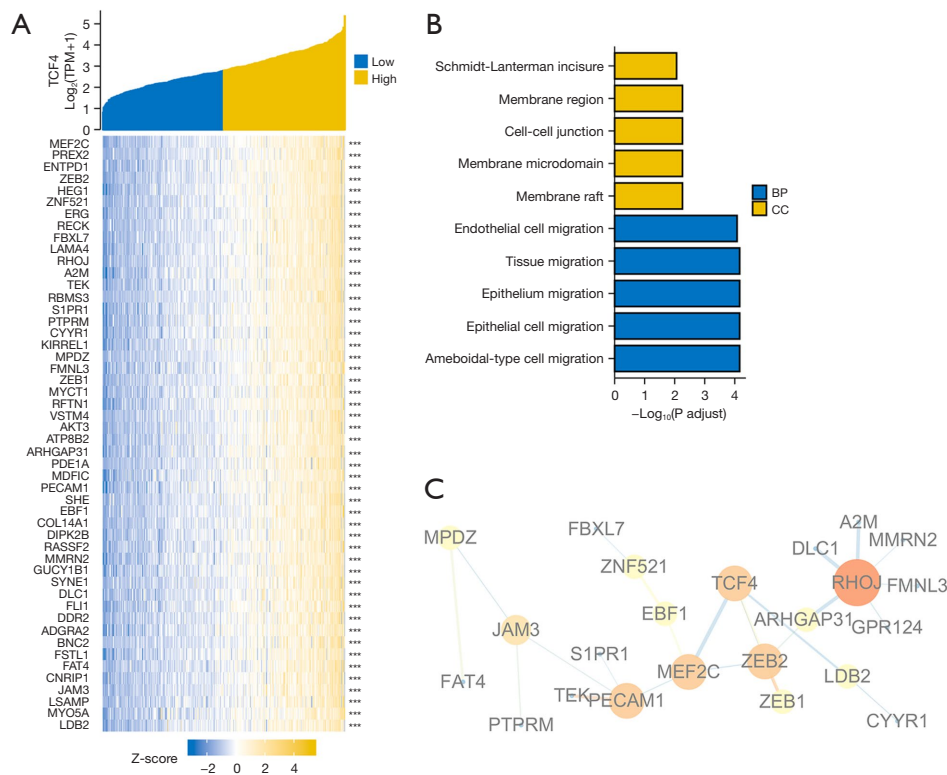 A
TCF4
Log2(TPM+1)
5
4
3
2
1
0
Low
High
MEF2C ***
PREX2 ***
ENTPD1 ***
ZEB2 ***
HEG1 ***
ZNF521 ***
ERG ***
RECK ***
FBXL7 ***
LAMA4 ***
RHOJ ***
A2M ***
TEK ***
RBMS3 ***
S1PR1 ***
PTPRM ***
CYYR1 ***
KIRREL1 ***
MPDZ ***
FMNL3 ***
ZEB1 ***
MYCT1 ***
RFTN1 ***
VSTM4 ***
AKT3 ***
ATP8B2 ***
ARHGAP31 ***
PDE1A ***
MDFIC ***
PECAM1 ***
SHE ***
EBF1 ***
COL14A1 ***
DIPK2B ***
RASSF2 ***
MMRN2 ***
GUCY1B1 ***
SYNE1 ***
DLC1 ***
FLI1 ***
DDR2 ***
ADGRA2 ***
BNC2 ***
FSTL1 ***
FAT4 ***
CNRIP1 ***
JAM3 ***
LSAMP ***
MYO5A ***
LDB2 ***
Z-score
−2 0 2 4
B
Schmidt-Lanterman incisure
Membrane region
Cell-cell junction
Membrane microdomain
Membrane raft
Endothelial cell migration
Tissue migration
Epithelium migration
Epithelial cell migration
Ameboidal-type cell migration
0 1 2 3 4
−Log10(P adjust)
BP
CC
C
MPDZ
FBXL7
A2M
MMRN2
DLC1
ZNF521
TCF4
RHOJ
FMNL3
EBF1
ARHGAP31
GPR124
JAM3
S1PR1
MEF2C
ZEB2
LDB2
FAT4
TEK
PECAM1
ZEB1
PTPRM
CYYR1